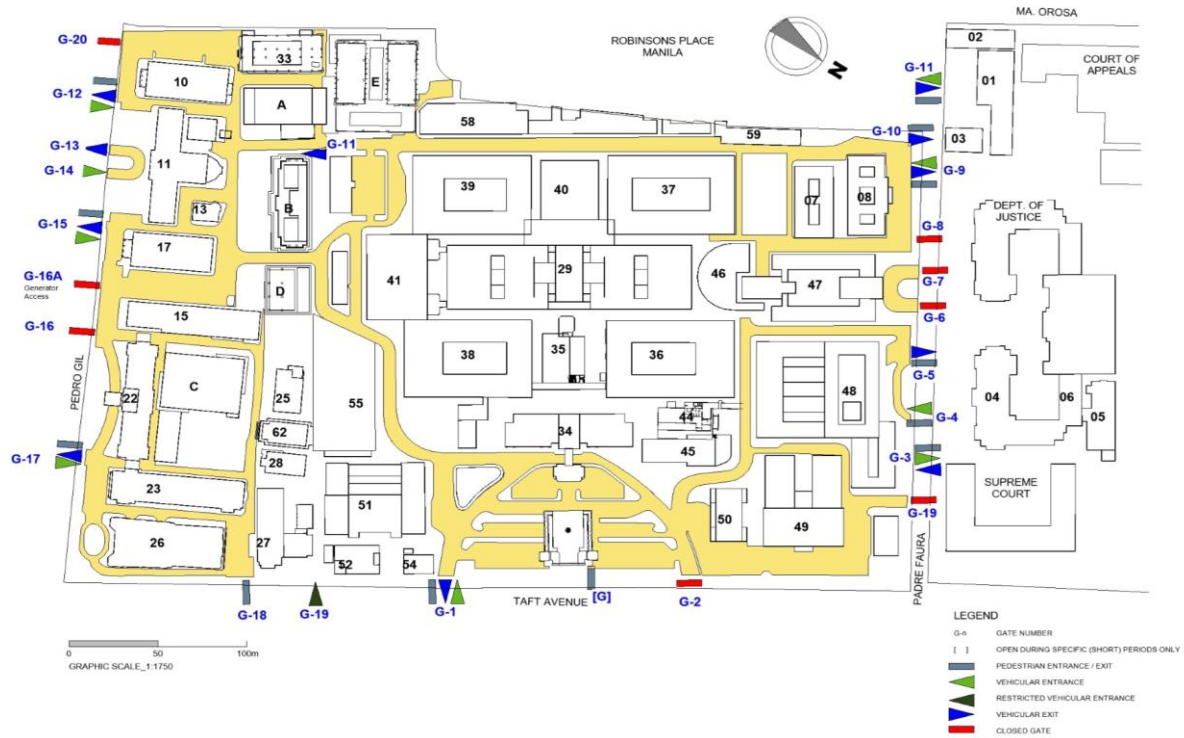 MA. OROSA
G-20
02
ROBINSONS PLACE
MANILA
N
33
COURT OF
APPEALS
G-11
10
E
01
G-12
A
58
59
G-10
03
G-13
G-11
G-14
11
G-9
39
40
37
07
08
B
13
DEPT. OF
JUSTICE
G-15
G-8
17
29
46
G-16A
Generator
Access
41
47
G-7
D
G-6
15
G-16
PEDRO GIL
38
35
36
G-5
C
48
22
25
55
04
06
05
G-4
44
62
34
45
G-3
G-17
28
23
SUPREME
COURT
51
G-19
50
49
26
27
52
54
PADRE FAURA
TAFT AVENUE
[G]
G-2
G-18
G-19
G-1
0 50 100m
GRAPHIC SCALE_1:1750
LEGEND
G-n GATE NUMBER
[ ] OPEN DURING SPECIFIC (SHORT) PERIODS ONLY
PEDESTRIAN ENTRANCE / EXIT
VEHICULAR ENTRANCE
RESTRICTED VEHICULAR ENTRANCE
VEHICULAR EXIT
CLOSED GATE